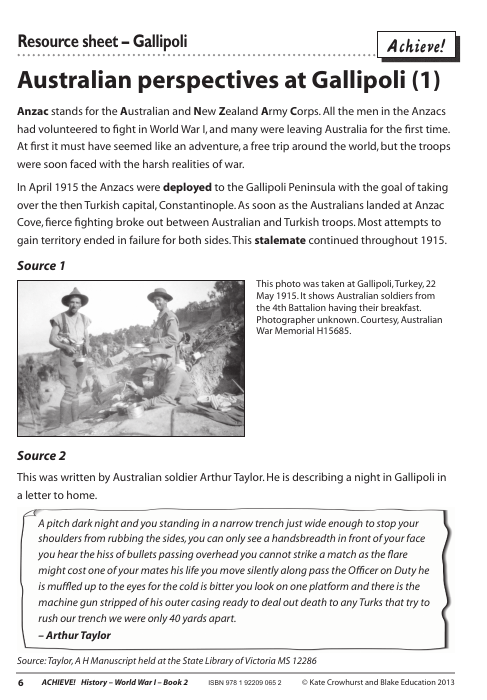 Resource sheet – Gallipoli
Achieve!
Australian perspectives at Gallipoli (1)
Anzac stands for the Australian and New Zealand Army Corps. All the men in the Anzacs
had volunteered to fight in World War I, and many were leaving Australia for the first time.
At first it must have seemed like an adventure, a free trip around the world, but the troops
were soon faced with the harsh realities of war.
In April 1915 the Anzacs were deployed to the Gallipoli Peninsula with the goal of taking
over the then Turkish capital, Constantinople. As soon as the Australians landed at Anzac
Cove, fierce fighting broke out between Australian and Turkish troops. Most attempts to
gain territory ended in failure for both sides. This stalemate continued throughout 1915.
Source 1
This photo was taken at Gallipoli, Turkey, 22
May 1915. It shows Australian soldiers from
the 4th Battalion having their breakfast.
Photographer unknown. Courtesy, Australian
War Memorial H15685.
Source 2
This was written by Australian soldier Arthur Taylor. He is describing a night in Gallipoli in
a letter to home.
A pitch dark night and you standing in a narrow trench just wide enough to stop your
shoulders from rubbing the sides, you can only see a handsbreadth in front of your face
you hear the hiss of bullets passing overhead you cannot strike a match as the flare
might cost one of your mates his life you move silently along pass the Officer on Duty he
is muffled up to the eyes for the cold is bitter you look on one platform and there is the
machine gun stripped of his outer casing ready to deal out death to any Turks that try to
rush our trench we were only 40 yards apart.
– Arthur Taylor
Source: Taylor, A H Manuscript held at the State Library of Victoria MS 12286
6 ACHIEVE! History – World War I – Book 2 ISBN 978 1 92209 065 2 © Kate Crowhurst and Blake Education 2013